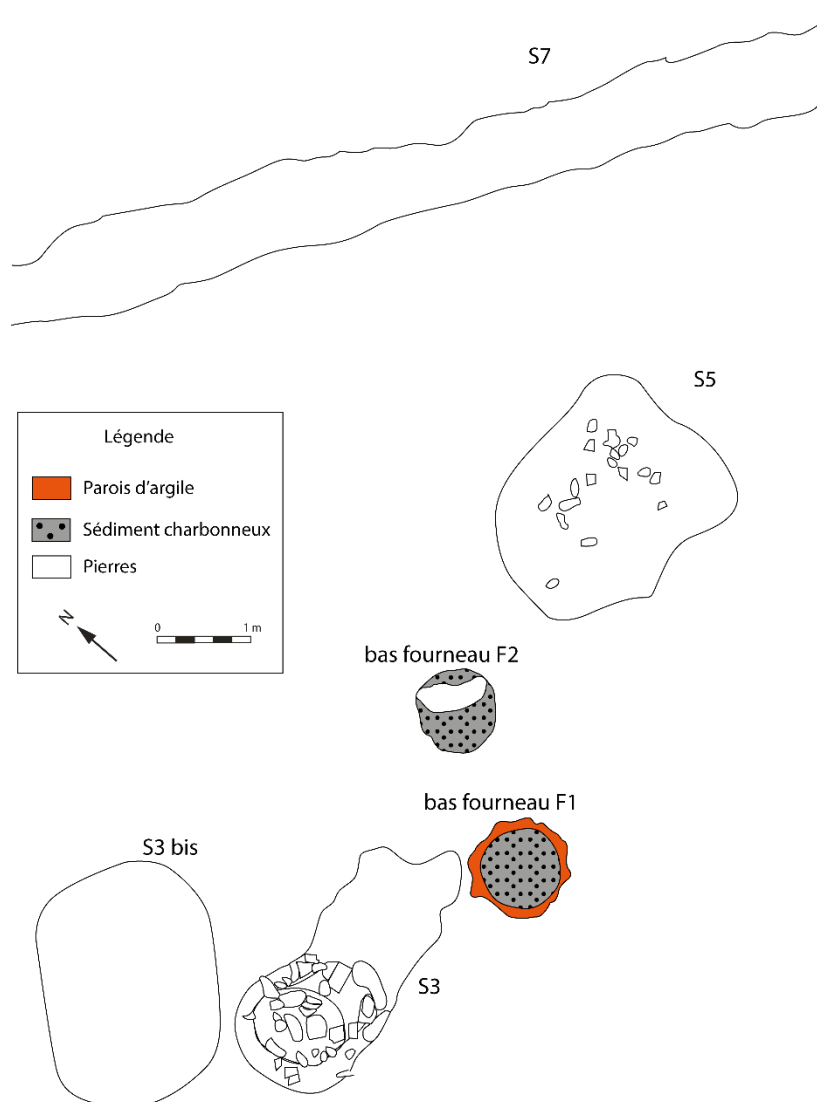 S7
S5
Légende
Parois d'argile
Sédiment charbonneux
Pierres
N
0 1 m
bas fourneau F2
bas fourneau F1
S3 bis
S3